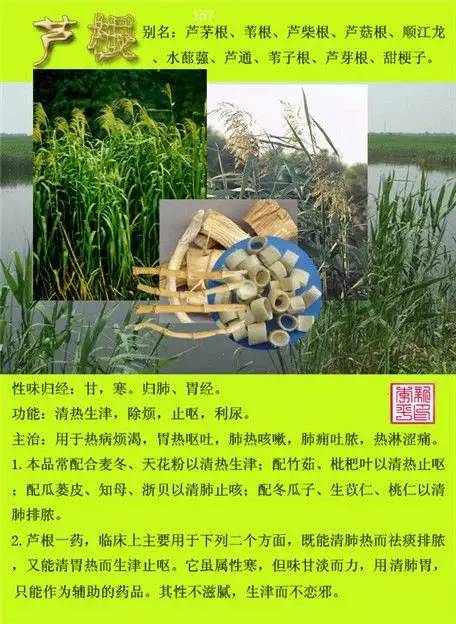 157
芦根
别名：芦茅根、苇根、芦柴根、芦菇根、顺江龙
、水蓈蕵、芦通、苇子根、芦芽根、甜梗子。
性味归经：甘，寒。归肺、胃经。
功能：清热生津，除烦，止呕，利尿。
主治：用于热病烦渴，胃热呕吐，肺热咳嗽，肺痈吐脓，热淋涩痛。
1.本品常配合麦冬、天花粉以清热生津；配竹茹、枇杷叶以清热止呕
；配瓜蒌皮、知母、浙贝以清肺止咳；配冬瓜子、生苡仁、桃仁以清
肺排脓。
2.芦根一药，临床上主要用于下列二个方面，既能清肺热而祛痰排脓
，又能清胃热而生津止呕。它虽属性寒，但味甘淡而力，用清肺胃，
只能作为辅助的药品。其性不滋腻，生津而不恋邪。